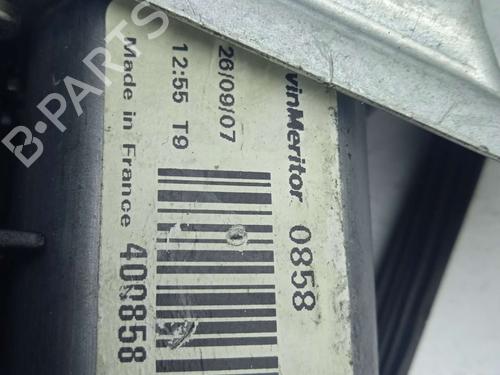 vinMeritor 0858
26/09/07
12:55 T9
Made in France 400858
B-Parts